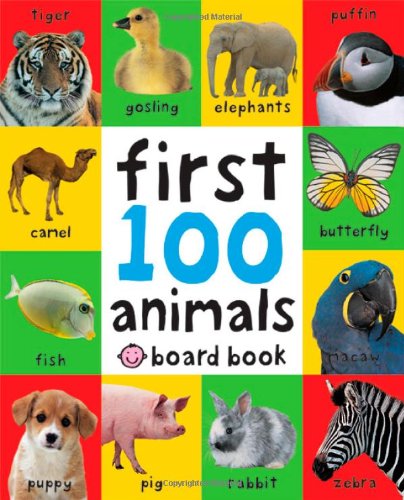 tiger
gosling
elephants
puffin
camel
first
100
animals
board book
butterfly
fish
macaw
puppy
pig
rabbit
zebra